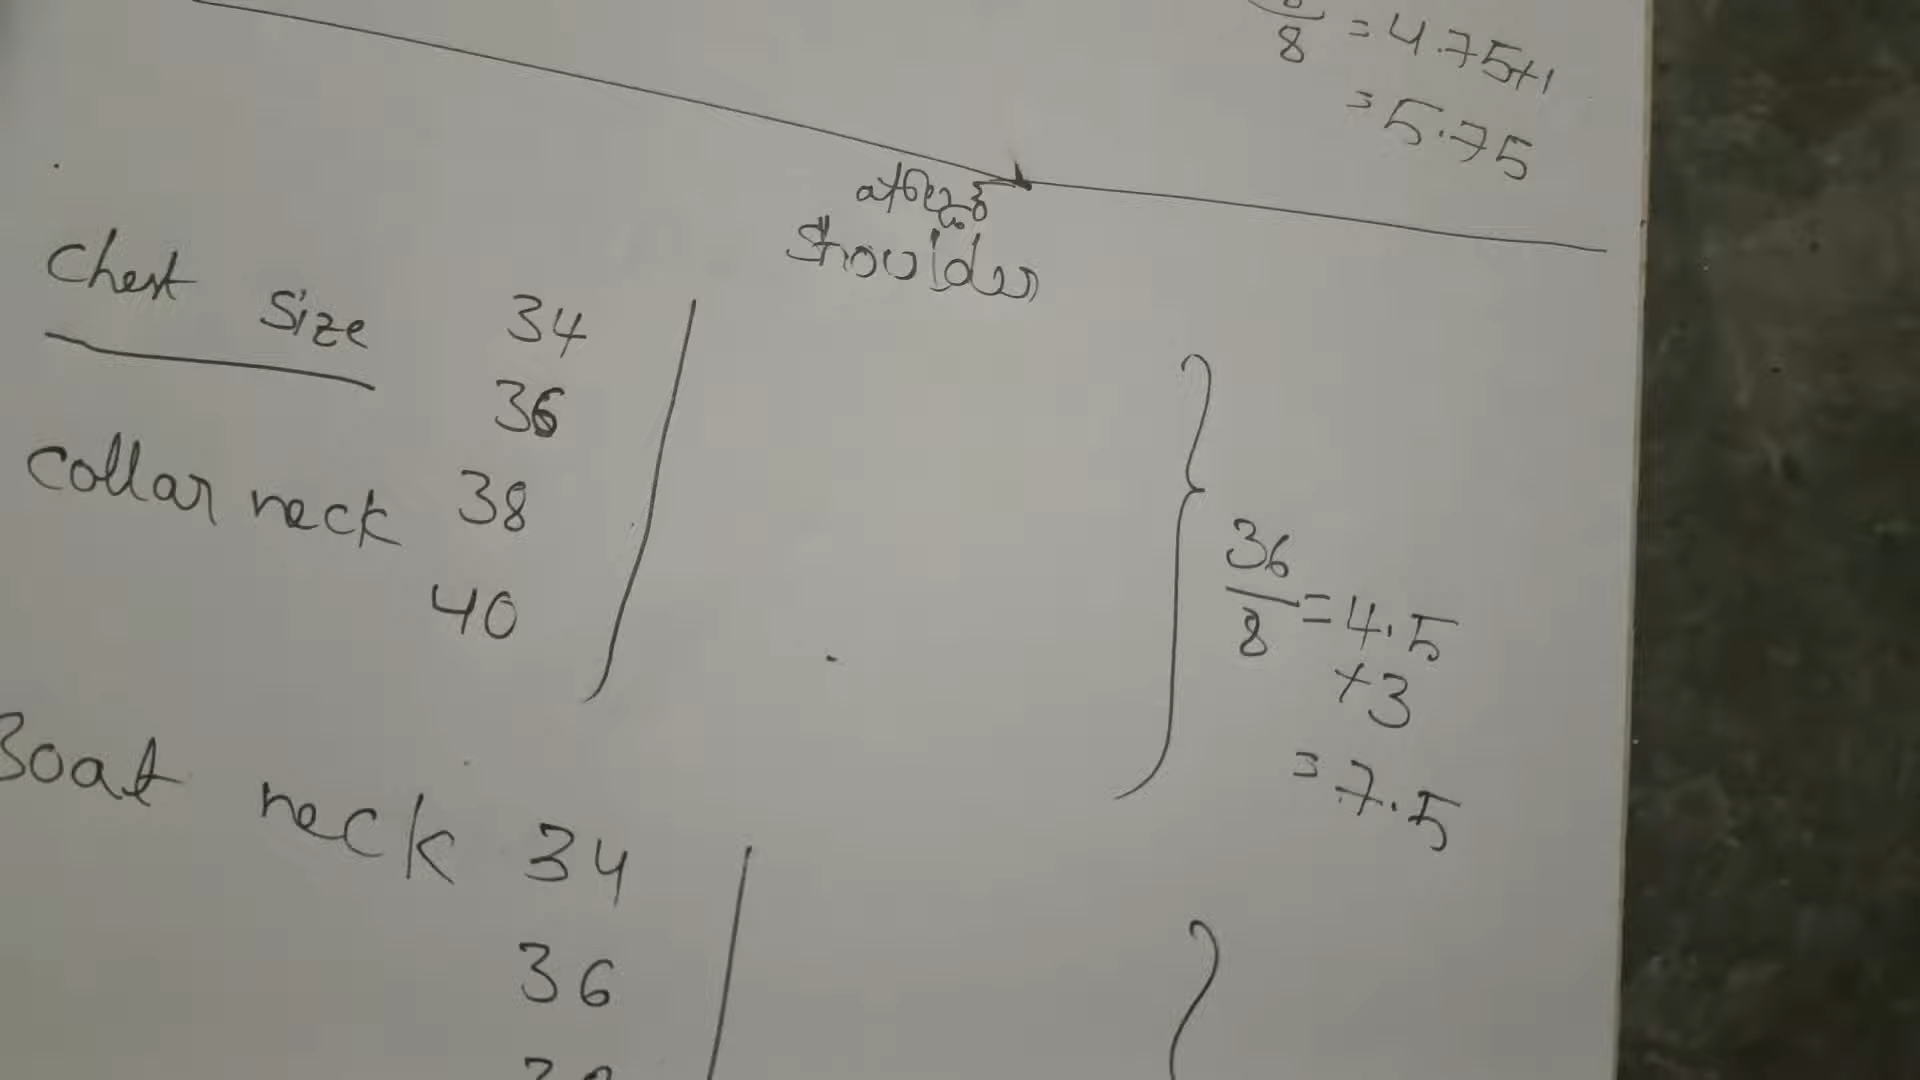 8 = 4.75+1
= 5.75
Shoulder
Chest Size 34
36
Collar neck 38
40
36/8 = 4.5
+3
= 7.5
Boat neck 34
36